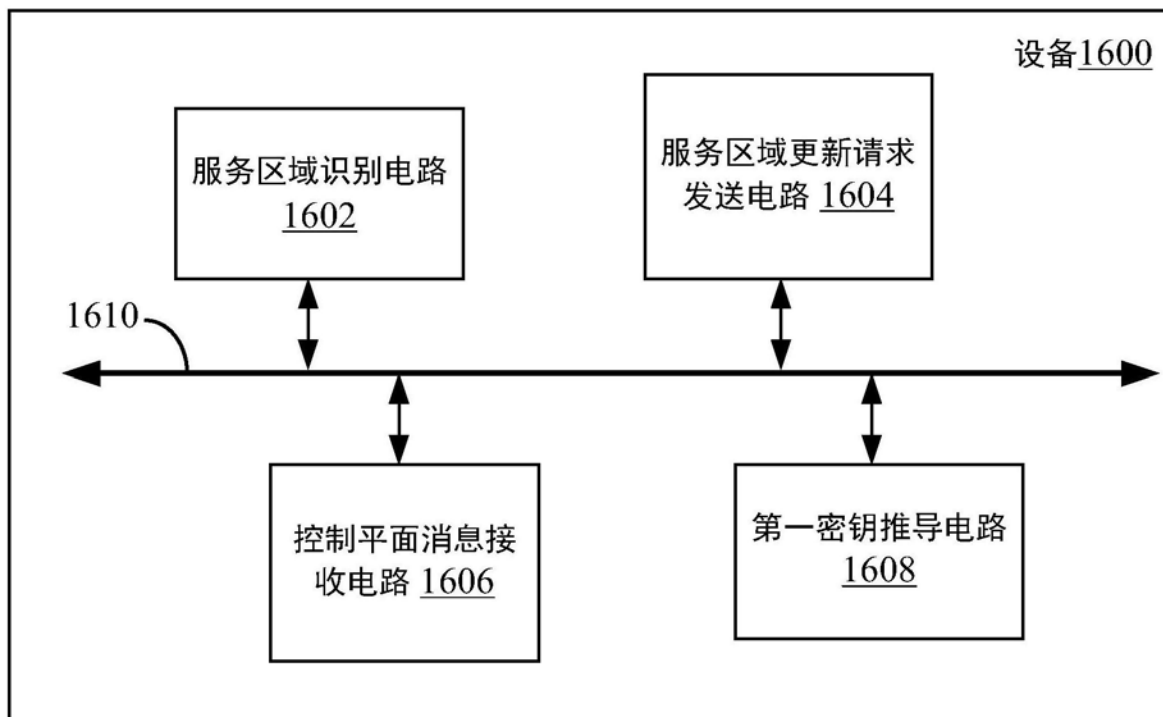 设备1600
服务区域识别电路
1602
服务区域更新请求
发送电路 1604
1610
控制平面消息接
收电路 1606
第一密钥推导电路
1608